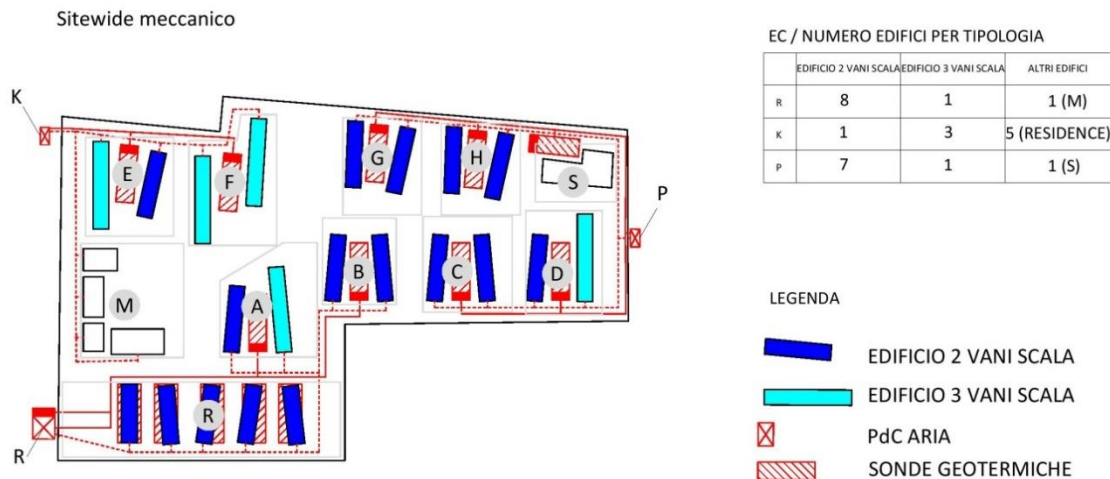 Sitewide meccanico
EC / NUMERO EDIFICI PER TIPOLOGIA
EDIFICIO 2 VANI SCALA EDIFICIO 3 VANI SCALA ALTRI EDIFICI
R 8 1 1 (M)
K 1 3 5 (RESIDENCE)
P 7 1 1 (S)
K
G
H
E
F
S
P
B
C
D
M
A
R
R
LEGENDA
EDIFICIO 2 VANI SCALA
EDIFICIO 3 VANI SCALA
PdC ARIA
SONDE GEOTERMICHE